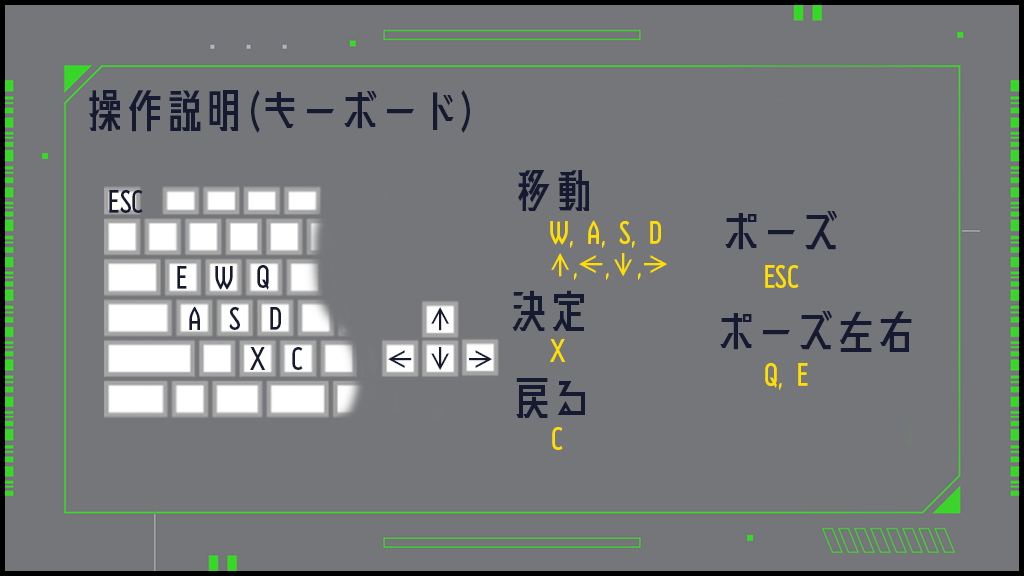 操作説明(キーボード)
ESC
E W Q
A S D
X C
↑
← ↓ →
移動
W, A, S, D
↑,←,↓,→
決定
X
戻る
C
ポーズ
ESC
ポーズ左右
Q, E